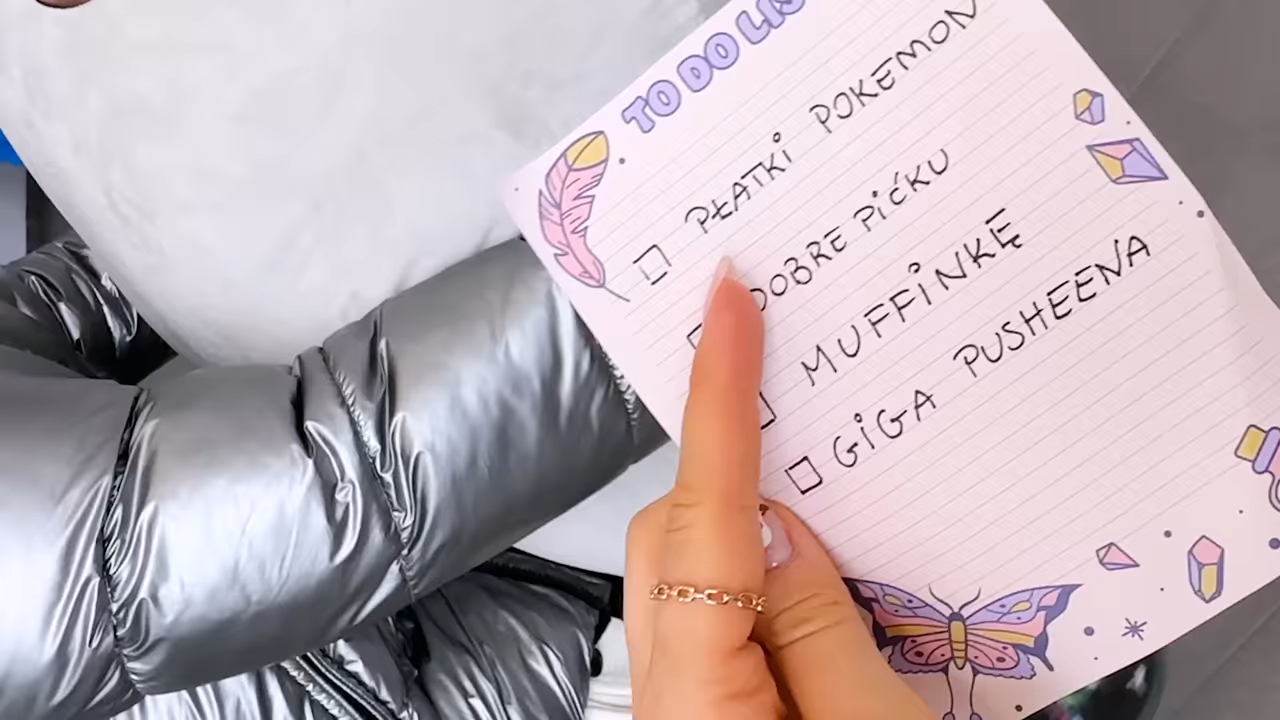 TO DO LIS
PŁATKI POKEMON
DOBRE PIĆKU
MUFFINKĘ
GIGA PUSHEENA